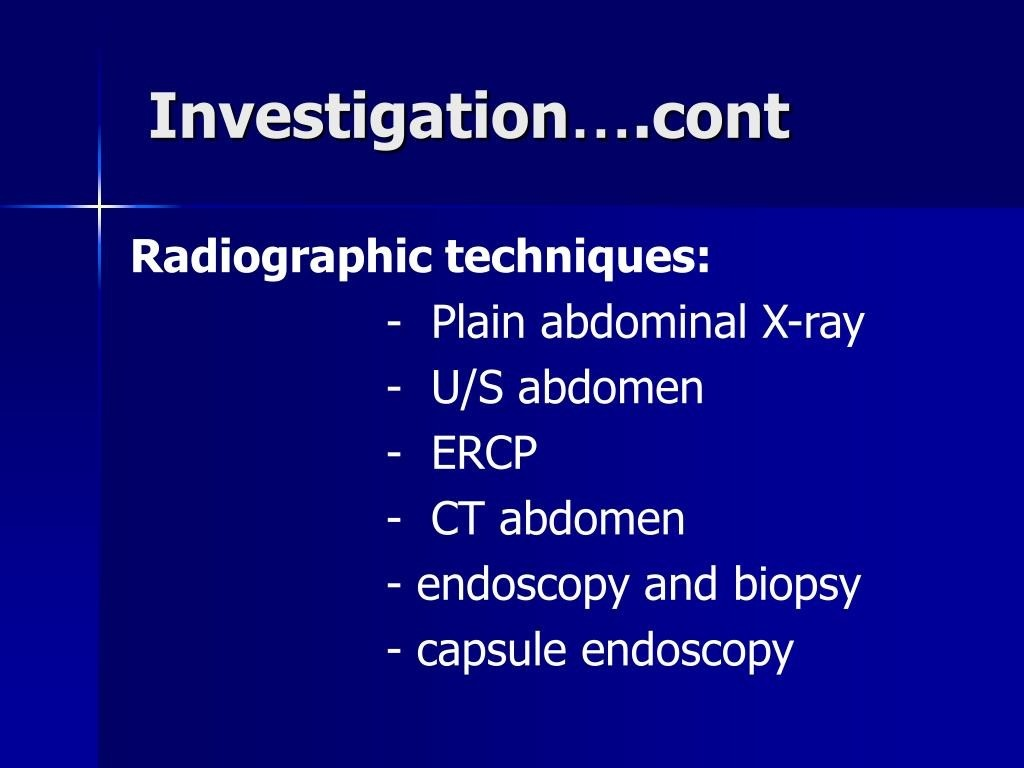 Investigation….cont
Radiographic techniques:
- Plain abdominal X-ray
- U/S abdomen
- ERCP
- CT abdomen
- endoscopy and biopsy
- capsule endoscopy